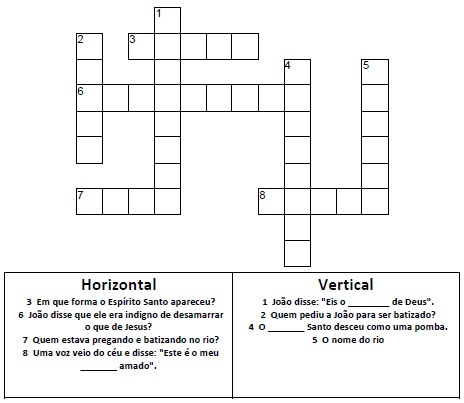 1
2
3
4
5
6
7
8
Horizontal
3 Em que forma o Espírito Santo apareceu?
6 João disse que ele era indigno de desamarrar
o que de Jesus?
7 Quem estava pregando e batizando no rio?
8 Uma voz veio do céu e disse: "Este é o meu
_______ amado".
Vertical
1 João disse: "Eis o ________ de Deus".
2 Quem pediu a João para ser batizado?
4 O _______ Santo desceu como uma pomba.
5 O nome do rio